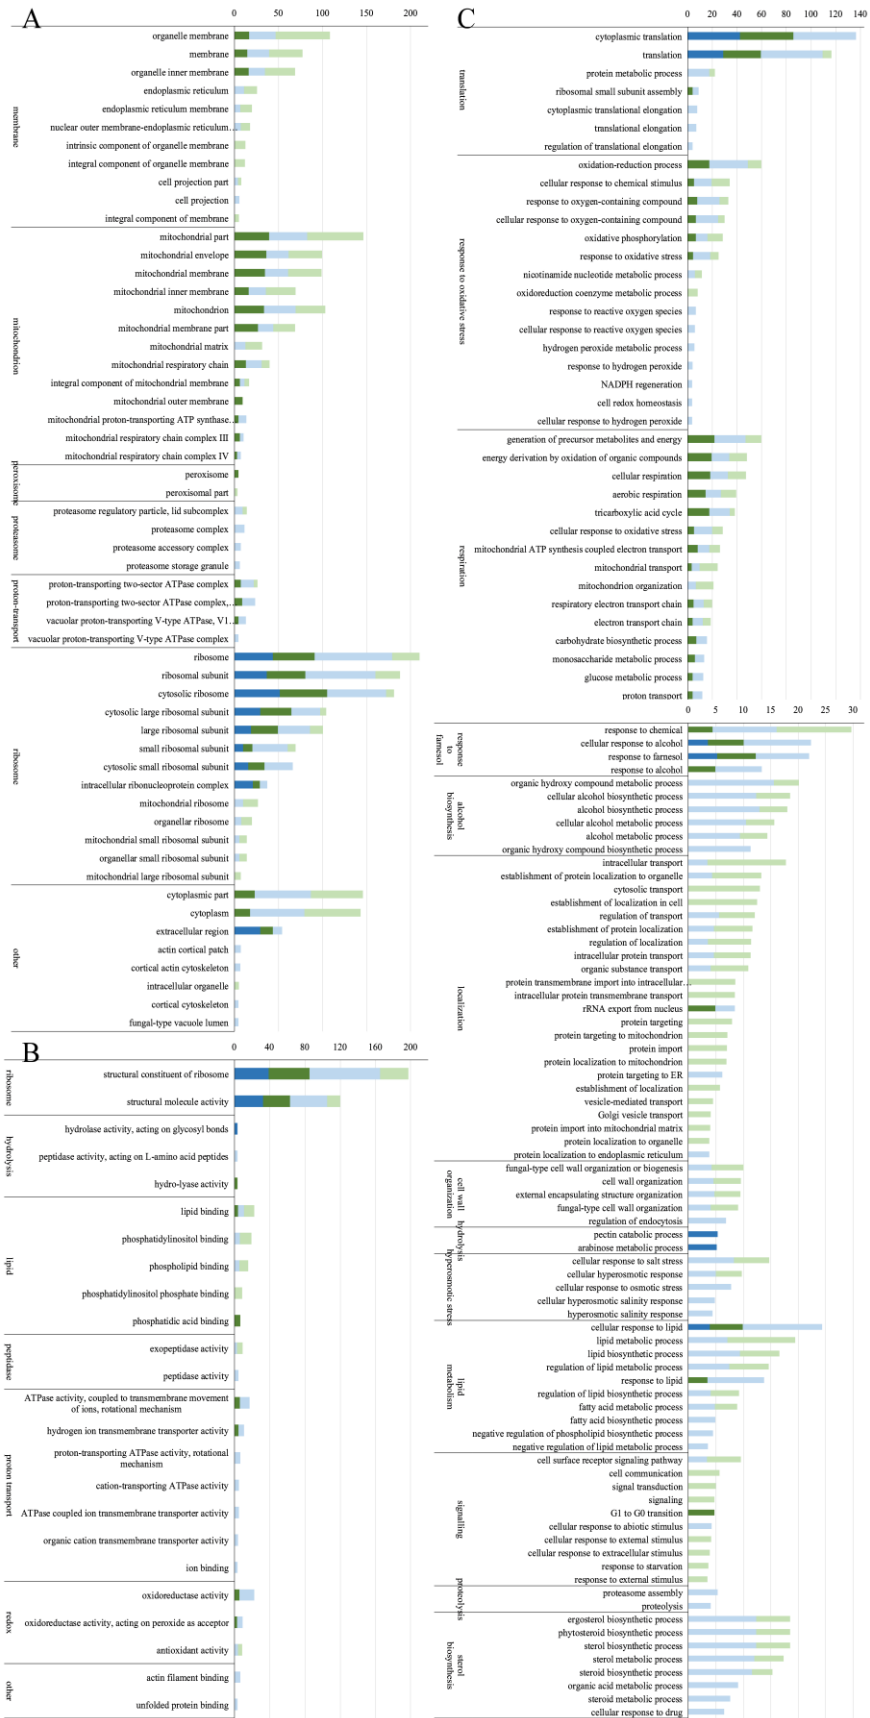 A
0 50 100 150 200
membrane
organelle membrane
membrane
organelle inner membrane
endoplasmic reticulum
endoplasmic reticulum membrane
nuclear outer membrane-endoplasmic reticulum...
intrinsic component of organelle membrane
integral component of organelle membrane
cell projection part
cell projection
integral component of membrane
mitochondrion
mitochondrial part
mitochondrial envelope
mitochondrial membrane
mitochondrial inner membrane
mitochondrion
mitochondrial membrane part
mitochondrial matrix
mitochondrial respiratory chain
integral component of mitochondrial membrane
mitochondrial outer membrane
mitochondrial proton-transporting ATP synthase...
mitochondrial respiratory chain complex III
mitochondrial respiratory chain complex IV
peroxisome
peroxisome
peroxisomal part
proteasome
proteasome regulatory particle, lid subcomplex
proteasome complex
proteasome accessory complex
proteasome storage granule
proton-transport
proton-transporting two-sector ATPase complex
proton-transporting two-sector ATPase complex,...
vacuolar proton-transporting V-type ATPase, V1...
vacuolar proton-transporting V-type ATPase complex
ribosome
ribosome
ribosomal subunit
cytosolic ribosome
cytosolic large ribosomal subunit
large ribosomal subunit
small ribosomal subunit
cytosolic small ribosomal subunit
intracellular ribonucleoprotein complex
mitochondrial ribosome
organellar ribosome
mitochondrial small ribosomal subunit
organellar small ribosomal subunit
mitochondrial large ribosomal subunit
other
cytoplasmic part
cytoplasm
extracellular region
actin cortical patch
cortical actin cytoskeleton
intracellular organelle
cortical cytoskeleton
fungal-type vacuole lumen
B
0 40 80 120 160 200
ribosome
structural constituent of ribosome
structural molecule activity
hydrolysis
hydrolase activity, acting on glycosyl bonds
peptidase activity, acting on L-amino acid peptides
hydro-lyase activity
lipid
lipid binding
phosphatidylinositol binding
phospholipid binding
phosphatidylinositol phosphate binding
phosphatidic acid binding
peptidase
exopeptidase activity
peptidase activity
proton transport
ATPase activity, coupled to transmembrane movement
of ions, rotational mechanism
hydrogen ion transmembrane transporter activity
proton-transporting ATPase activity, rotational
mechanism
cation-transporting ATPase activity
ATPase coupled ion transmembrane transporter activity
organic cation transmembrane transporter activity
ion binding
redox
oxidoreductase activity
oxidoreductase activity, acting on peroxide as acceptor
antioxidant activity
other
actin filament binding
unfolded protein binding
C
0 20 40 60 80 100 120 140
translation
cytoplasmic translation
translation
protein metabolic process
ribosomal small subunit assembly
cytoplasmic translational elongation
translational elongation
regulation of translational elongation
response to oxidative stress
oxidation-reduction process
cellular response to chemical stimulus
response to oxygen-containing compound
cellular response to oxygen-containing compound
oxidative phosphorylation
response to oxidative stress
nicotinamide nucleotide metabolic process
oxidoreduction coenzyme metabolic process
response to reactive oxygen species
cellular response to reactive oxygen species
hydrogen peroxide metabolic process
response to hydrogen peroxide
NADPH regeneration
cell redox homeostasis
cellular response to hydrogen peroxide
respiration
generation of precursor metabolites and energy
energy derivation by oxidation of organic compounds
cellular respiration
aerobic respiration
tricarboxylic acid cycle
cellular response to oxidative stress
mitochondrial ATP synthesis coupled electron transport
mitochondrial transport
mitochondrion organization
respiratory electron transport chain
electron transport chain
carbohydrate biosynthetic process
monosaccharide metabolic process
glucose metabolic process
proton transport
0 5 10 15 20 25 30
response
to
farnesol
response to chemical
cellular response to alcohol
response to farnesol
response to alcohol
alcohol
biosynthesis
organic hydroxy compound metabolic process
cellular alcohol biosynthetic process
alcohol biosynthetic process
cellular alcohol metabolic process
alcohol metabolic process
organic hydroxy compound biosynthetic process
localization
intracellular transport
establishment of protein localization to organelle
cytosolic transport
establishment of localization in cell
regulation of transport
establishment of protein localization
regulation of localization
intracellular protein transport
organic substance transport
protein transmembrane import into intracellular...
intracellular protein transmembrane transport
rRNA export from nucleus
protein targeting
protein targeting to mitochondrion
protein import
protein localization to mitochondrion
protein targeting to ER
establishment of localization
vesicle-mediated transport
Golgi vesicle transport
protein import into mitochondrial matrix
protein localization to organelle
protein localization to endoplasmic reticulum
cell wall
organization
fungal-type cell wall organization or biogenesis
cell wall organization
external encapsulating structure organization
fungal-type cell wall organization
regulation of endocytosis
hydrolysis
pectin catabolic process
arabinose metabolic process
hyperosmotic stress
cellular response to salt stress
cellular hyperosmotic response
cellular response to osmotic stress
cellular hyperosmotic salinity response
hyperosmotic salinity response
lipid
metabolism
cellular response to lipid
lipid metabolic process
lipid biosynthetic process
regulation of lipid metabolic process
response to lipid
regulation of lipid biosynthetic process
fatty acid metabolic process
fatty acid biosynthetic process
negative regulation of phospholipid biosynthetic process
negative regulation of lipid metabolic process
signalling
cell surface receptor signaling pathway
cell communication
signal transduction
signaling
G1 to G0 transition
cellular response to abiotic stimulus
cellular response to external stimulus
cellular response to extracellular stimulus
response to starvation
response to external stimulus
proteolysis
proteasome assembly
proteolysis
sterol
biosynthesis
ergosterol biosynthetic process
phytosteroid biosynthetic process
sterol biosynthetic process
sterol metabolic process
steroid biosynthetic process
organic acid metabolic process
steroid metabolic process
cellular response to drug